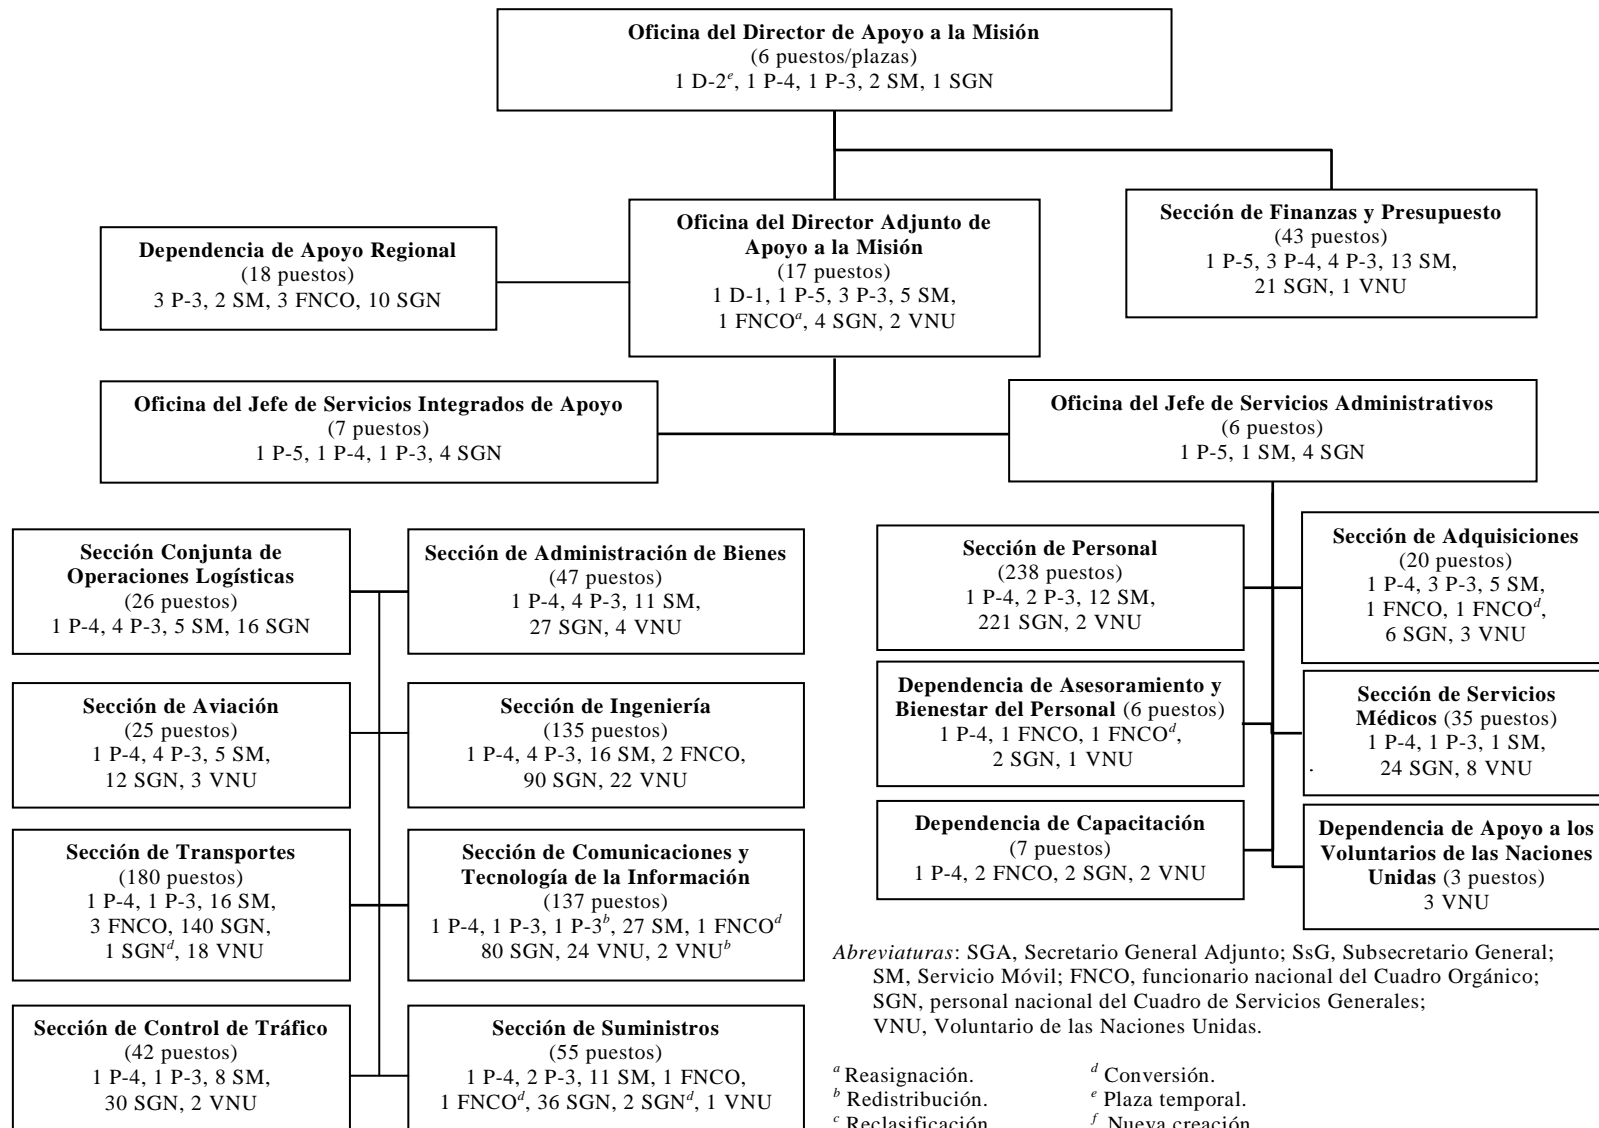 Oficina del Director de Apoyo a la Misión
(6 puestos/plazas)
1 D-2e, 1 P-4, 1 P-3, 2 SM, 1 SGN
Dependencia de Apoyo Regional
(18 puestos)
3 P-3, 2 SM, 3 FNCO, 10 SGN
Oficina del Director Adjunto de
Apoyo a la Misión
(17 puestos)
1 D-1, 1 P-5, 3 P-3, 5 SM,
1 FNCOa, 4 SGN, 2 VNU
Sección de Finanzas y Presupuesto
(43 puestos)
1 P-5, 3 P-4, 4 P-3, 13 SM,
21 SGN, 1 VNU
Oficina del Jefe de Servicios Integrados de Apoyo
(7 puestos)
1 P-5, 1 P-4, 1 P-3, 4 SGN
Oficina del Jefe de Servicios Administrativos
(6 puestos)
1 P-5, 1 SM, 4 SGN
Sección Conjunta de
Operaciones Logísticas
(26 puestos)
1 P-4, 4 P-3, 5 SM, 16 SGN
Sección de Administración de Bienes
(47 puestos)
1 P-4, 4 P-3, 11 SM,
27 SGN, 4 VNU
Sección de Personal
(238 puestos)
1 P-4, 2 P-3, 12 SM,
221 SGN, 2 VNU
Sección de Adquisiciones
(20 puestos)
1 P-4, 3 P-3, 5 SM,
1 FNCO, 1 FNCOd,
6 SGN, 3 VNU
Sección de Aviación
(25 puestos)
1 P-4, 4 P-3, 5 SM,
12 SGN, 3 VNU
Sección de Ingeniería
(135 puestos)
1 P-4, 4 P-3, 16 SM, 2 FNCO,
90 SGN, 22 VNU
Dependencia de Asesoramiento y
Bienestar del Personal (6 puestos)
1 P-4, 1 FNCO, 1 FNCOd,
2 SGN, 1 VNU
Sección de Servicios
Médicos (35 puestos)
1 P-4, 1 P-3, 1 SM,
24 SGN, 8 VNU
Sección de Transportes
(180 puestos)
1 P-4, 1 P-3, 16 SM,
3 FNCO, 140 SGN,
1 SGNd, 18 VNU
Sección de Comunicaciones y
Tecnología de la Información
(137 puestos)
1 P-4, 1 P-3, 1 P-3b, 27 SM, 1 FNCOd
80 SGN, 24 VNU, 2 VNUb
Dependencia de Capacitación
(7 puestos)
1 P-4, 2 FNCO, 2 SGN, 2 VNU
Dependencia de Apoyo a los
Voluntarios de las Naciones
Unidas (3 puestos)
3 VNU
Sección de Control de Tráfico
(42 puestos)
1 P-4, 1 P-3, 8 SM,
30 SGN, 2 VNU
Sección de Suministros
(55 puestos)
1 P-4, 2 P-3, 11 SM, 1 FNCO,
1 FNCOd, 36 SGN, 2 SGNd, 1 VNU
Abreviaturas: SGA, Secretario General Adjunto; SsG, Subsecretario General;
SM, Servicio Móvil; FNCO, funcionario nacional del Cuadro Orgánico;
SGN, personal nacional del Cuadro de Servicios Generales;
VNU, Voluntario de las Naciones Unidas.
a Reasignación.
b Redistribución.
c Reclasificación
d Conversión.
e Plaza temporal.
f Nueva creación